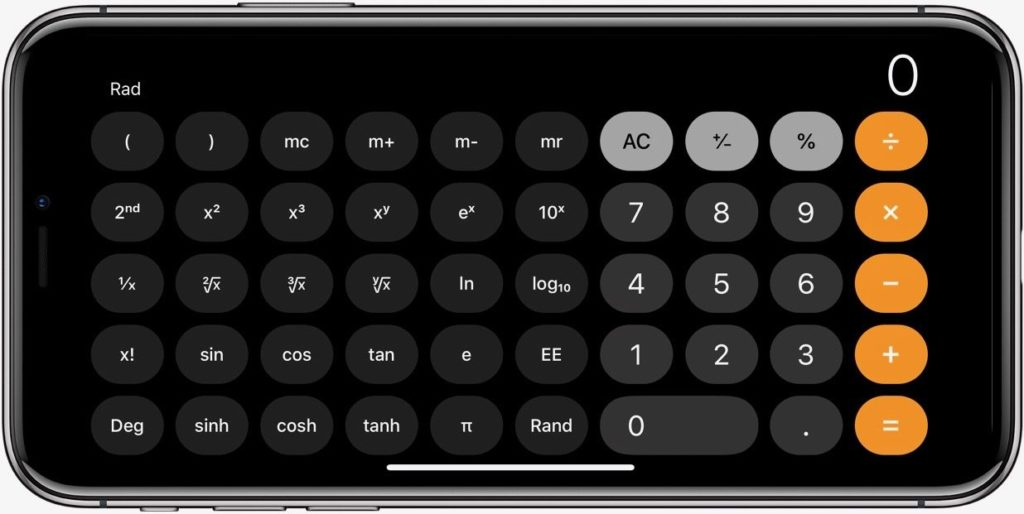 0
Rad
( ) mc m+ m- mr AC ⁺∕₋ % ÷
2ⁿᵈ x² x³ xʸ eˣ 10ˣ 7 8 9 ×
¹∕ₓ ²√x ³√x ʸ√x ln log₁₀ 4 5 6 −
x! sin cos tan e EE 1 2 3 +
Deg sinh cosh tanh π Rand 0 . =